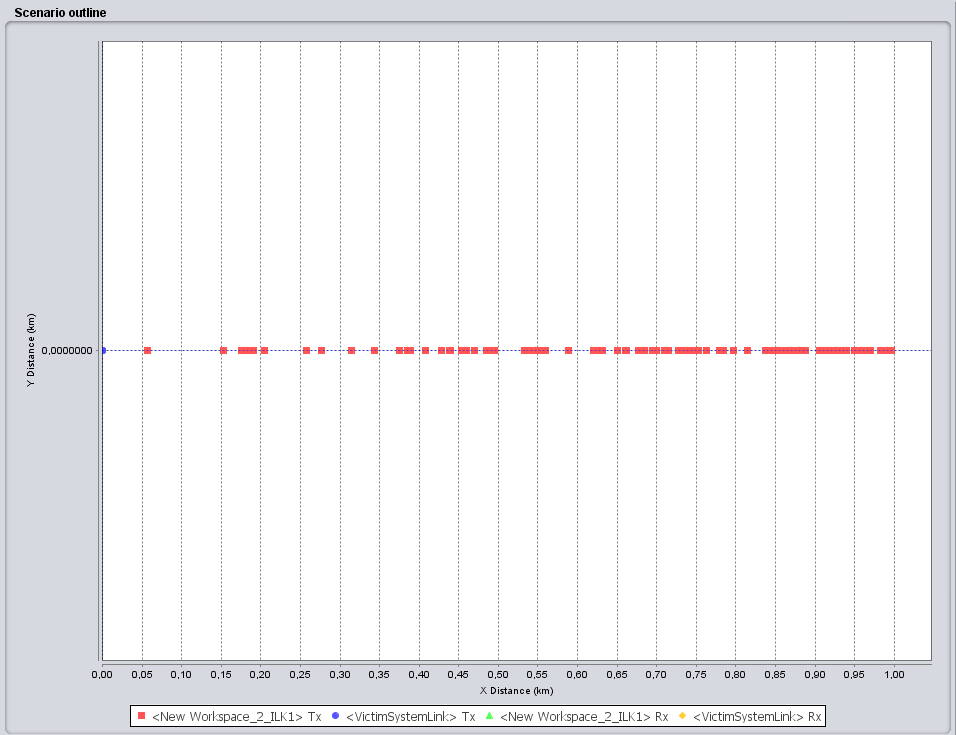 Scenario outline
Y Distance (km)
0,0000000
0,00 0,05 0,10 0,15 0,20 0,25 0,30 0,35 0,40 0,45 0,50 0,55 0,60 0,65 0,70 0,75 0,80 0,85 0,90 0,95 1,00
X Distance (km)
<New Workspace_2_ILK1> Tx <VictimSystemLink> Tx <New Workspace_2_ILK1> Rx <VictimSystemLink> Rx